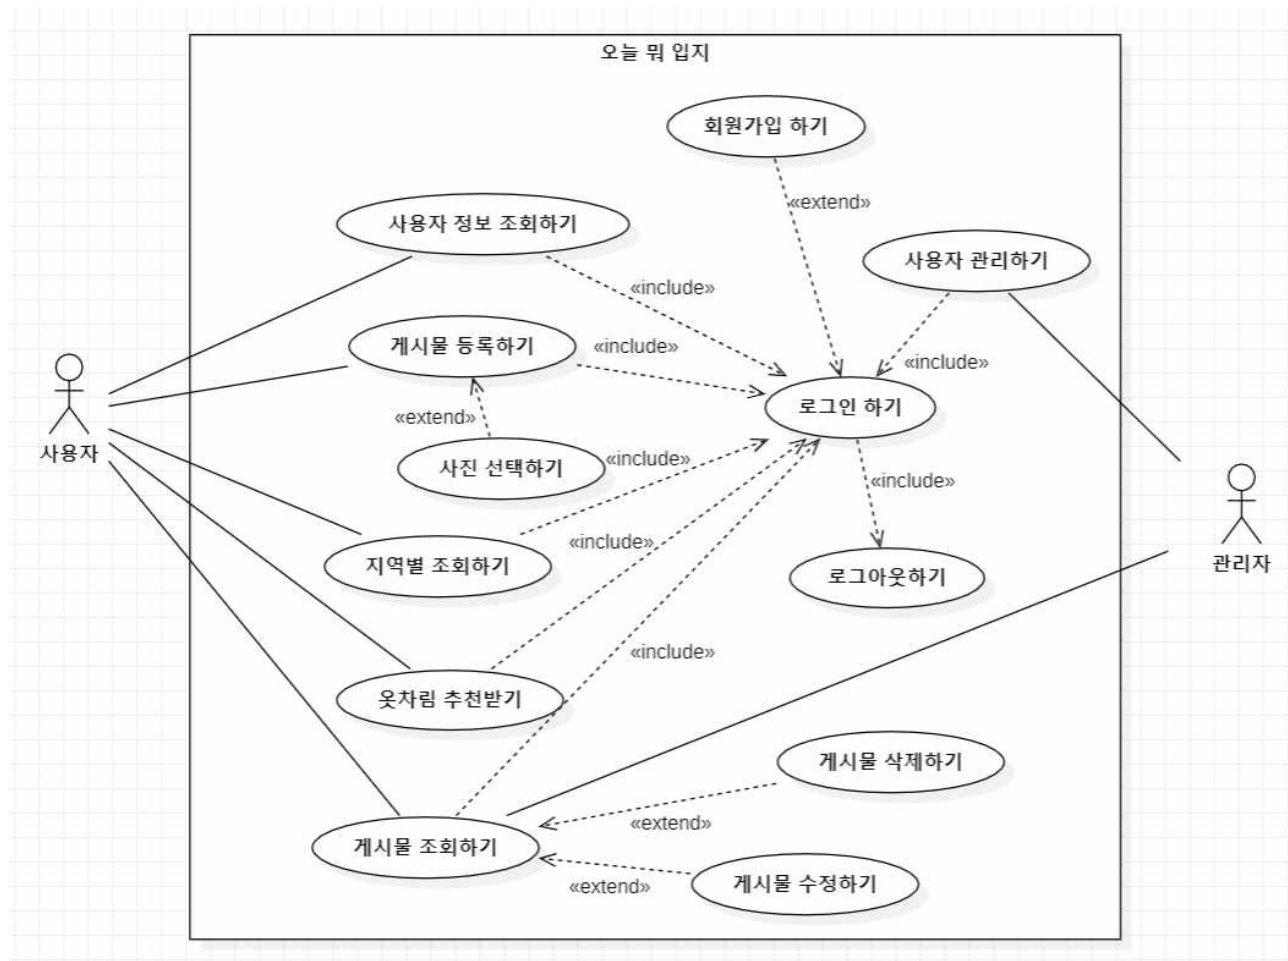 오늘 뭐 입지
회원가입 하기
«extend»
사용자 정보 조회하기
사용자 관리하기
«include»
게시물 등록하기
«include»
«include»
로그인 하기
«extend»
사용자
사진 선택하기
«include»
«include»
관리자
지역별 조회하기
«include»
로그아웃하기
«include»
옷차림 추천받기
게시물 삭제하기
«extend»
게시물 조회하기
«extend»
게시물 수정하기